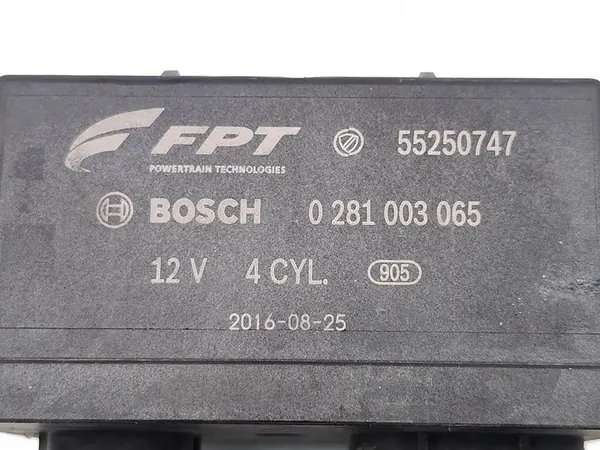 FPT 55250747
POWERTRAIN TECHNOLOGIES
BOSCH 0 281 003 065
12 V 4 CYL. 905
2016-08-25